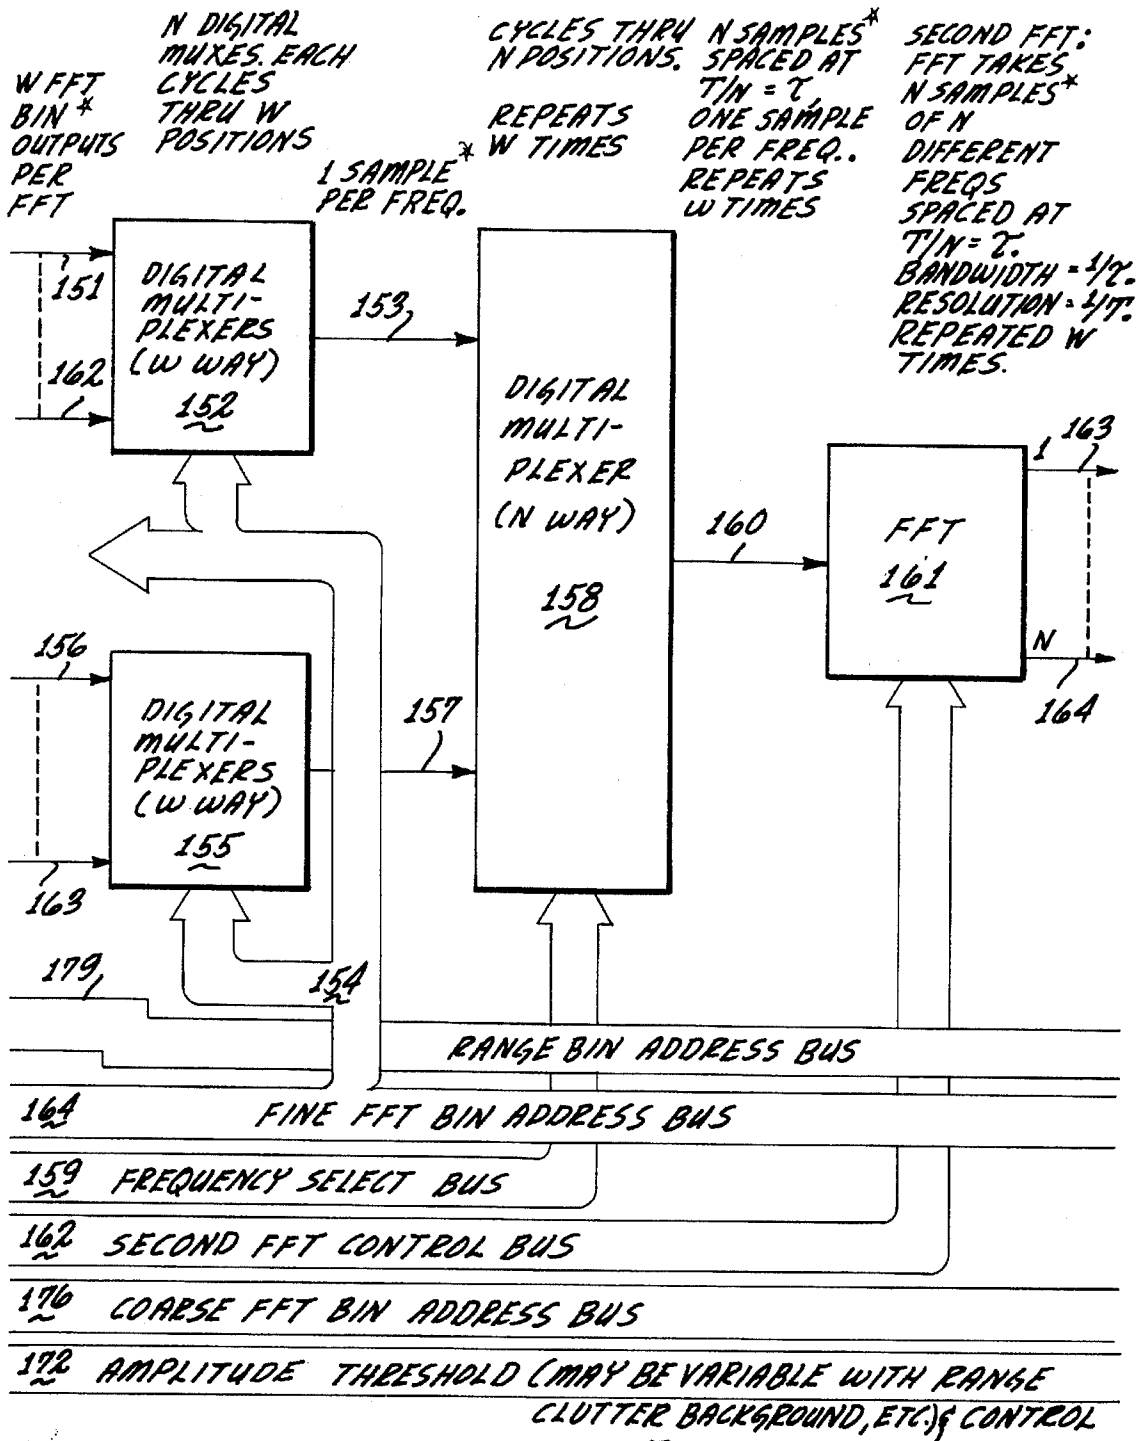 W FFT
BIN*
OUTPUTS
PER
FFT
N DIGITAL
MUXES. EACH
CYCLES
THRU W
POSITIONS
1 SAMPLE*
PER FREQ.
CYCLES THRU
N POSITIONS.
REPEATS
W TIMES
N SAMPLES*
SPACED AT
T/N = τ,
ONE SAMPLE
PER FREQ..
REPEATS
W TIMES
SECOND FFT:
FFT TAKES
N SAMPLES*
OF N
DIFFERENT
FREQS
SPACED AT
T/N = τ.
BANDWIDTH = 1/τ.
RESOLUTION = 1/T.
REPEATED W
TIMES.
151
162
DIGITAL
MULTI-
PLEXERS
(W WAY)
152
153
DIGITAL
MULTI-
PLEXER
(N WAY)
158
160
FFT
161
1
163
N
164
156
163
DIGITAL
MULTI-
PLEXERS
(W WAY)
155
157
179
154
RANGE BIN ADDRESS BUS
164 FINE FFT BIN ADDRESS BUS
159 FREQUENCY SELECT BUS
162 SECOND FFT CONTROL BUS
176 COARSE FFT BIN ADDRESS BUS
172 AMPLITUDE THRESHOLD (MAY BE VARIABLE WITH RANGE
CLUTTER BACKGROUND, ETC.) & CONTROL